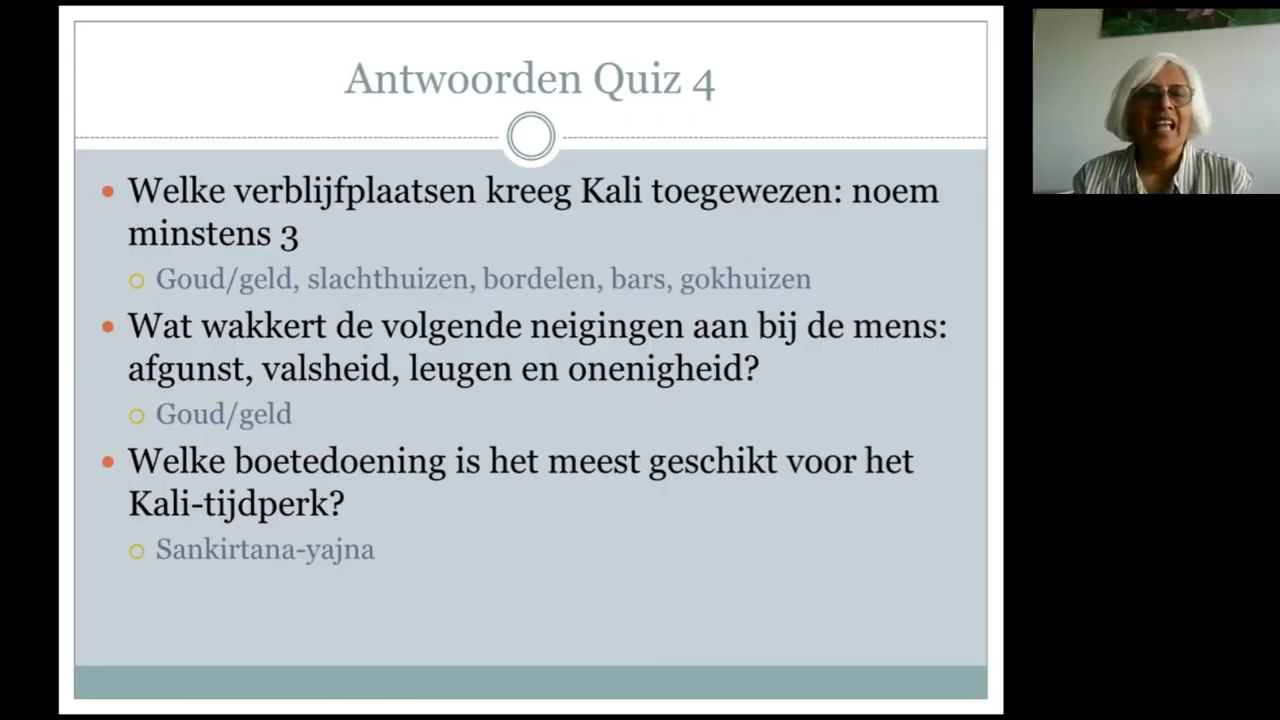 Antwoorden Quiz 4
Welke verblijfplaatsen kreeg Kali toegewezen: noem
minstens 3
Goud/geld, slachthuizen, bordelen, bars, gokhuizen
Wat wakkert de volgende neigingen aan bij de mens:
afgunst, valsheid, leugen en onenigheid?
Goud/geld
Welke boetedoening is het meest geschikt voor het
Kali-tijdperk?
Sankirtana-yajna